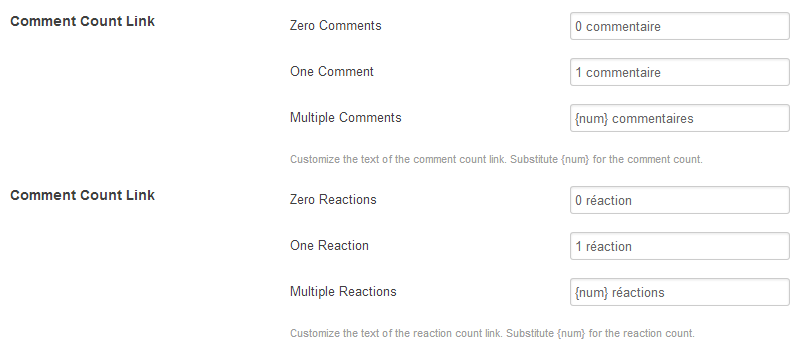 Comment Count Link
Zero Comments
0 commentaire
One Comment
1 commentaire
Multiple Comments
{num} commentaires
Customize the text of the comment count link. Substitute {num} for the comment count.
Comment Count Link
Zero Reactions
0 réaction
One Reaction
1 réaction
Multiple Reactions
{num} réactions
Customize the text of the reaction count link. Substitute {num} for the reaction count.